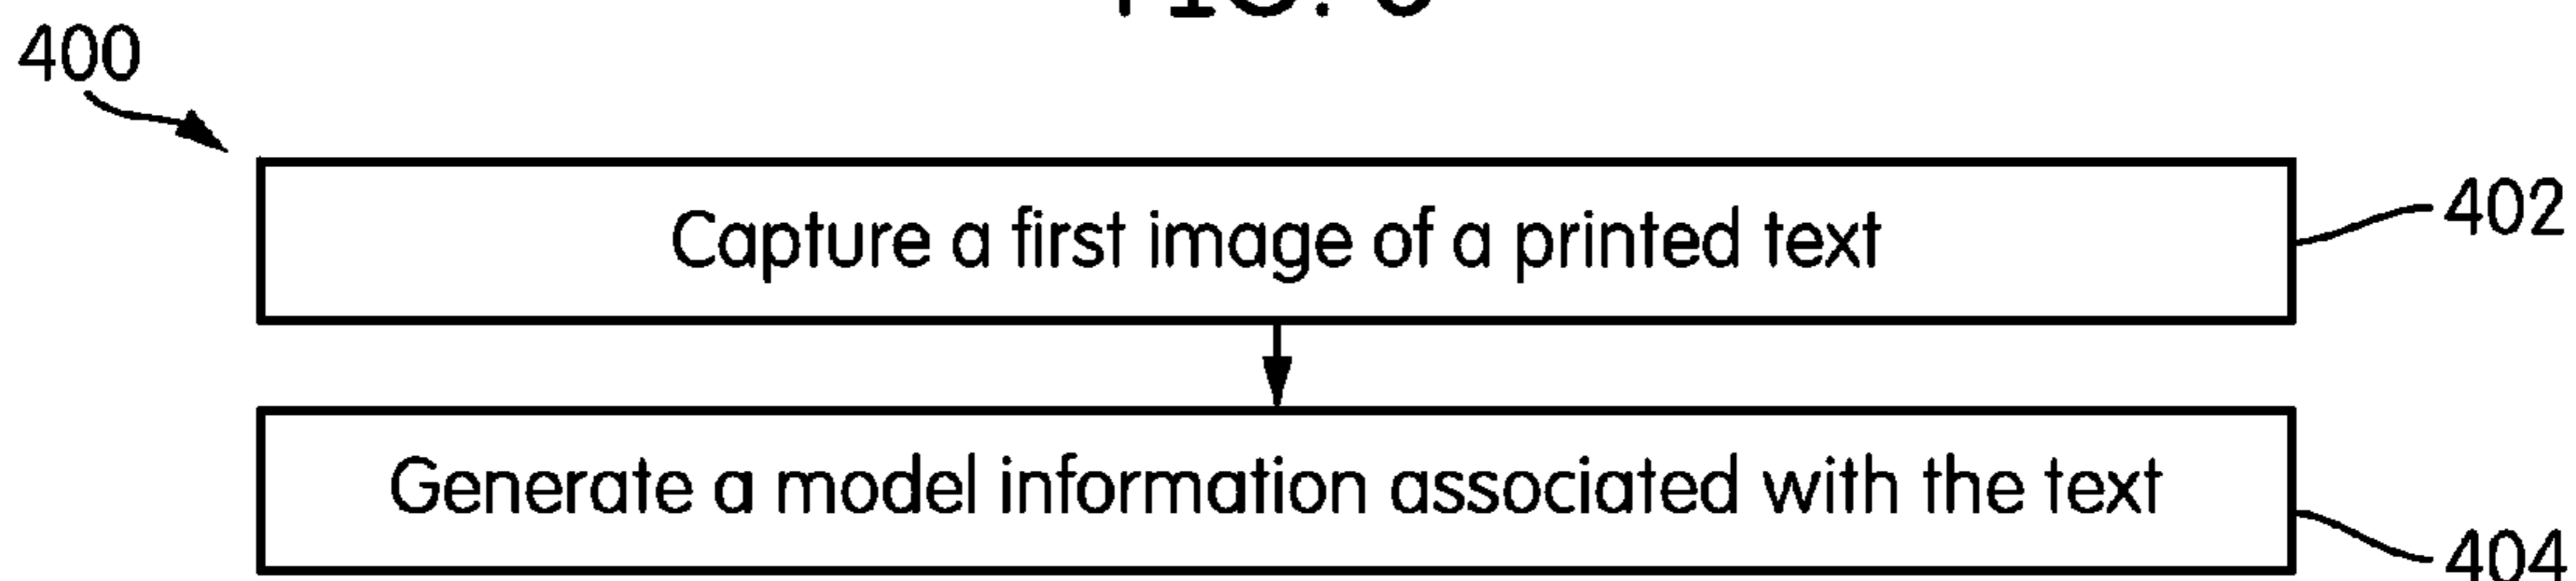 400
Capture a first image of a printed text
402
Generate a model information associated with the text
404